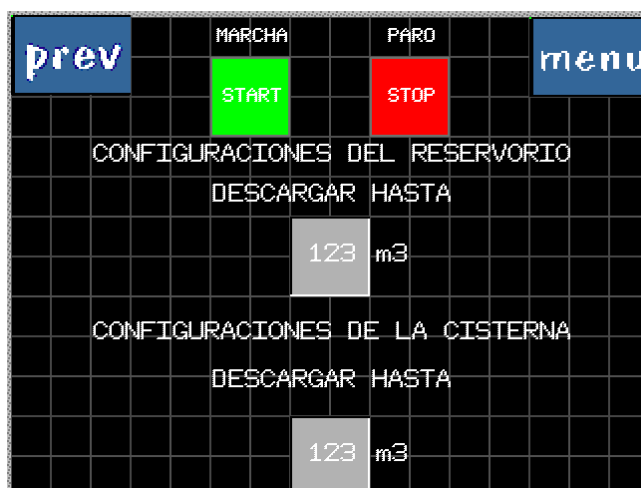 MARCHA PARO
prev menu
START STOP
CONFIGURACIONES DEL RESERVORIO
DESCARGAR HASTA
123 m3
CONFIGURACIONES DE LA CISTERNA
DESCARGAR HASTA
123 m3